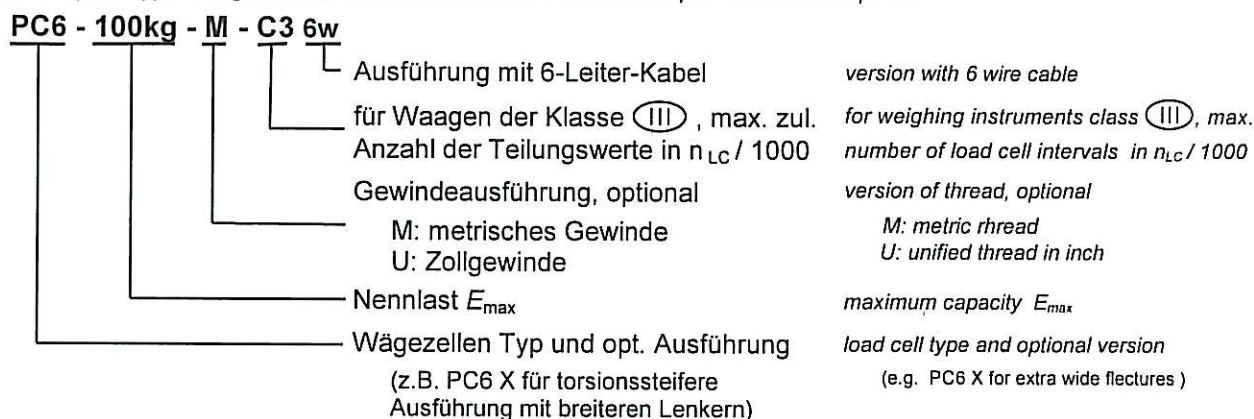 PC6 - 100kg - M - C3 6w
Ausführung mit 6-Leiter-Kabel version with 6 wire cable
für Waagen der Klasse III , max. zul. for weighing instruments class III, max.
Anzahl der Teilungswerte in n LC / 1000 number of load cell intervals in nLC / 1000
Gewindeausführung, optional version of thread, optional
M: metrisches Gewinde M: metric rhread
U: Zollgewinde U: unified thread in inch
Nennlast Emax maximum capacity Emax
Wägezellen Typ und opt. Ausführung load cell type and optional version
(z.B. PC6 X für torsionssteifere (e.g. PC6 X for extra wide flectures )
Ausführung mit breiteren Lenkern)